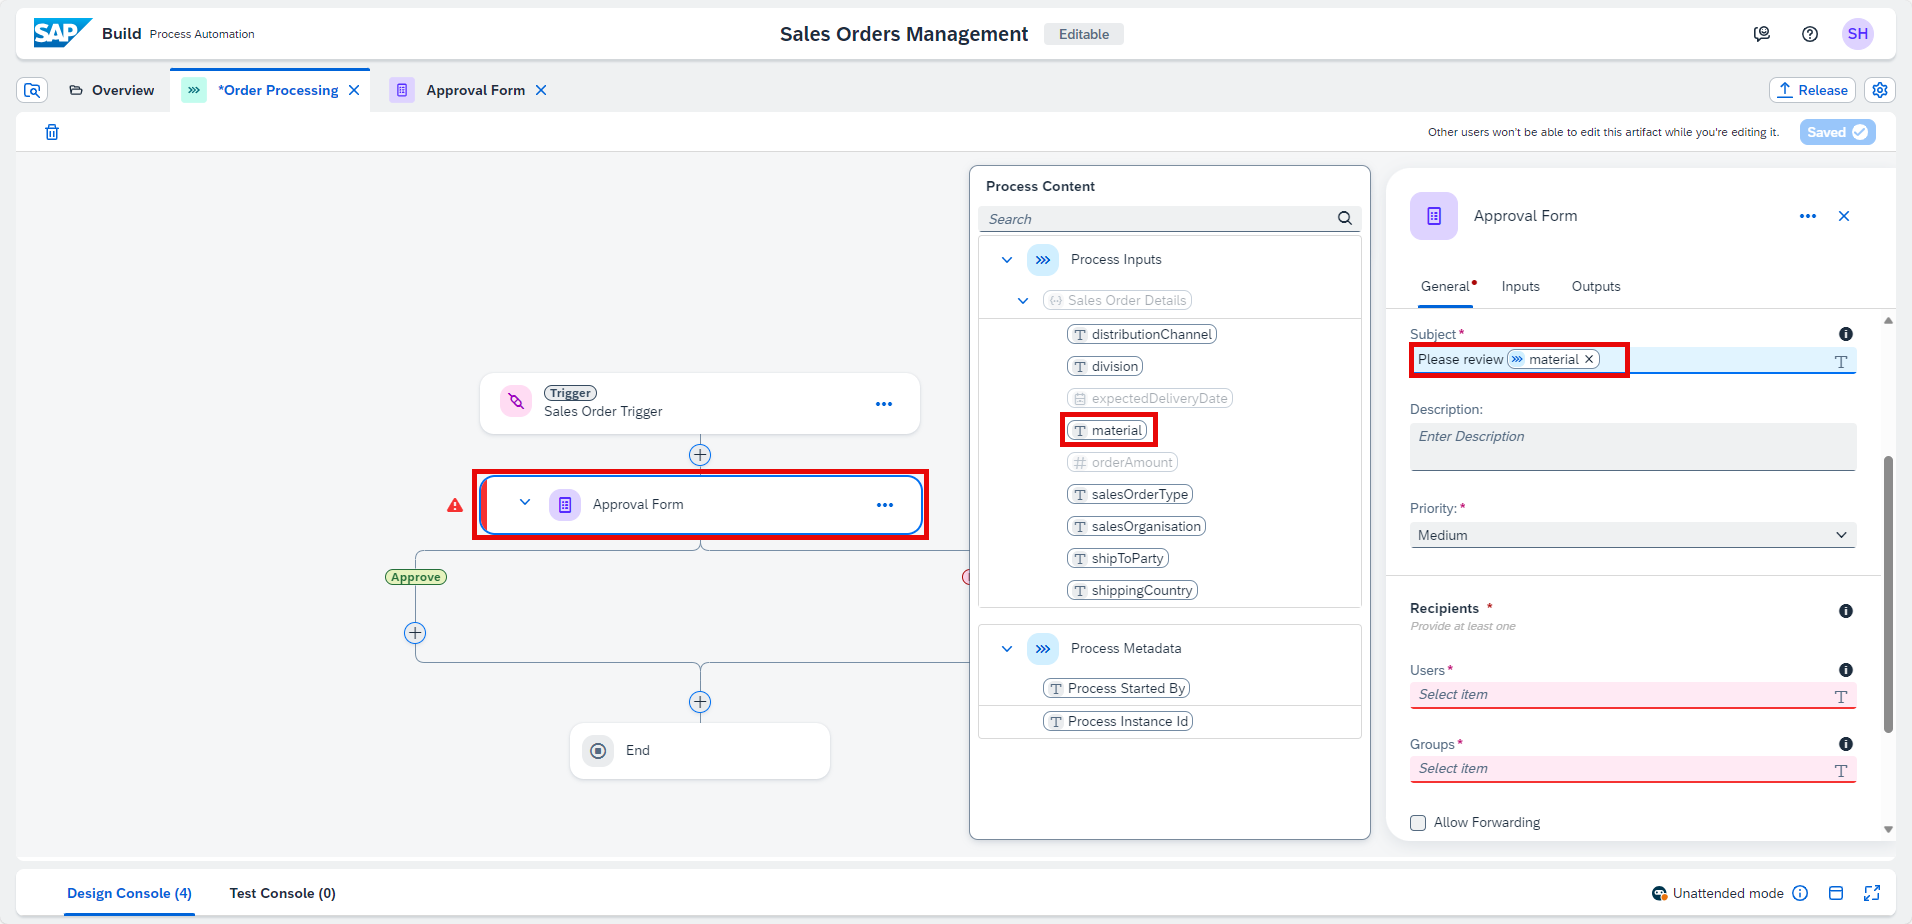 SAP Build Process Automation
Sales Orders Management Editable
SH
Overview
*Order Processing
Approval Form
Release
Other users won't be able to edit this artifact while you're editing it.
Saved
Trigger
Sales Order Trigger
Approval Form
Approve
End
Process Content
Search
Process Inputs
Sales Order Details
distributionChannel
division
expectedDeliveryDate
material
orderAmount
salesOrderType
salesOrganisation
shipToParty
shippingCountry
Process Metadata
Process Started By
Process Instance Id
Approval Form
General Inputs Outputs
Subject*
Please review material
Description:
Enter Description
Priority:*
Medium
Recipients *
Provide at least one
Users*
Select item
Groups*
Select item
Allow Forwarding
Design Console (4) Test Console (0)
Unattended mode